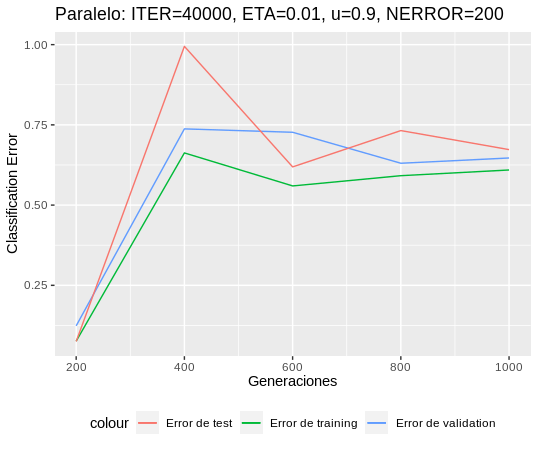 Paralelo: ITER=40000, ETA=0.01, u=0.9, NERROR=200
Classification Error
1.00
0.75
0.50
0.25
200 400 600 800 1000
Generaciones
colour Error de test Error de training Error de validation